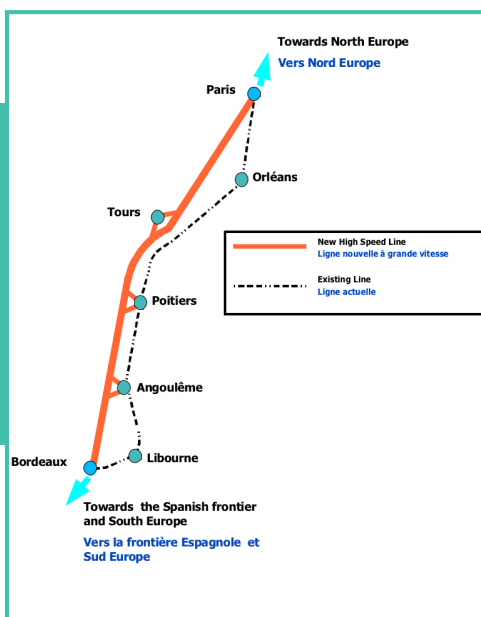 Towards North Europe
Vers Nord Europe
Paris
Orléans
Tours
New High Speed Line
Ligne nouvelle à grande vitesse
Existing Line
Ligne actuelle
Poitiers
Angoulême
Libourne
Bordeaux
Towards the Spanish frontier
and South Europe
Vers la frontière Espagnole et
Sud Europe